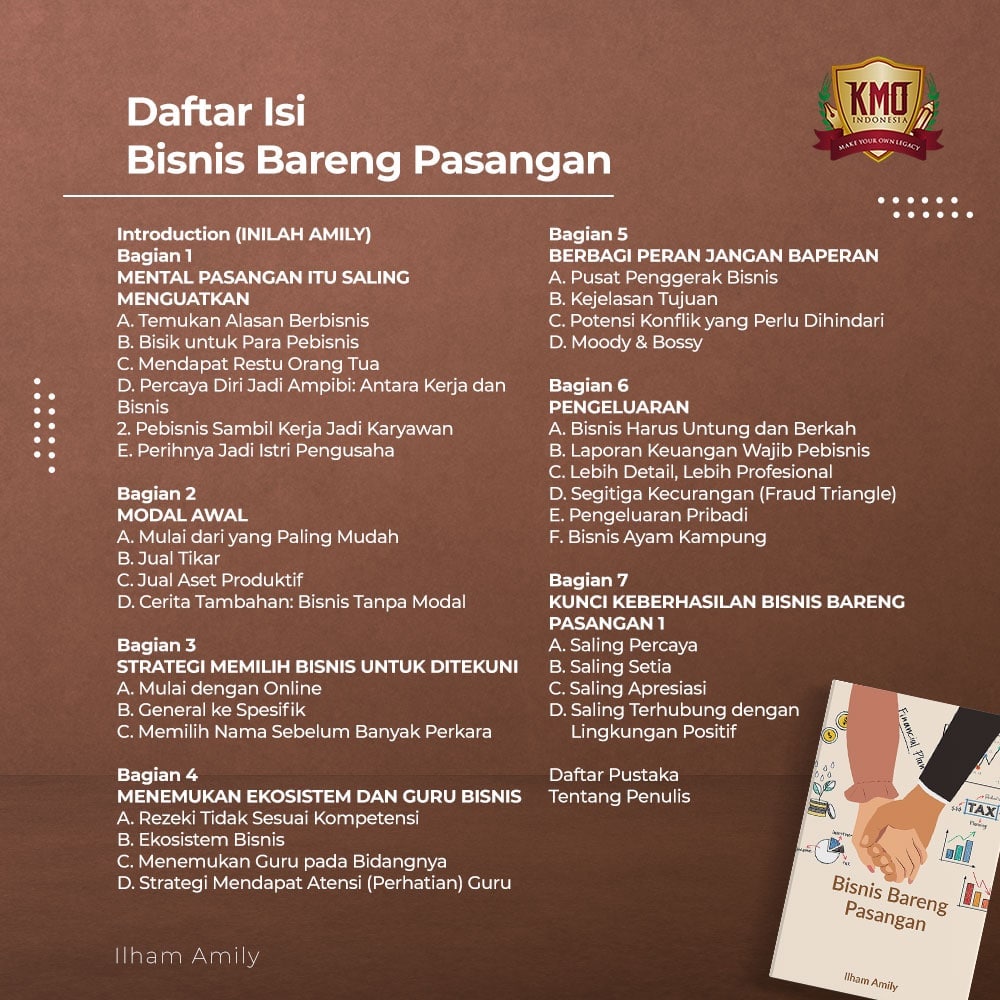 Daftar Isi
Bisnis Bareng Pasangan
KMO
INDONESIA
MAKE YOUR OWN LEGACY
Introduction (INILAH AMILY)
Bagian 1
MENTAL PASANGAN ITU SALING
MENGUATKAN
A. Temukan Alasan Berbisnis
B. Bisik untuk Para Pebisnis
C. Mendapat Restu Orang Tua
D. Percaya Diri Jadi Ampibi: Antara Kerja dan
Bisnis
2. Pebisnis Sambil Kerja Jadi Karyawan
E. Perihnya Jadi Istri Pengusaha
Bagian 2
MODAL AWAL
A. Mulai dari yang Paling Mudah
B. Jual Tikar
C. Jual Aset Produktif
D. Cerita Tambahan: Bisnis Tanpa Modal
Bagian 3
STRATEGI MEMILIH BISNIS UNTUK DITEKUNI
A. Mulai dengan Online
B. General ke Spesifik
C. Memilih Nama Sebelum Banyak Perkara
Bagian 4
MENEMUKAN EKOSISTEM DAN GURU BISNIS
A. Rezeki Tidak Sesuai Kompetensi
B. Ekosistem Bisnis
C. Menemukan Guru pada Bidangnya
D. Strategi Mendapat Atensi (Perhatian) Guru
Bagian 5
BERBAGI PERAN JANGAN BAPERAN
A. Pusat Penggerak Bisnis
B. Kejelasan Tujuan
C. Potensi Konflik yang Perlu Dihindari
D. Moody & Bossy
Bagian 6
PENGELUARAN
A. Bisnis Harus Untung dan Berkah
B. Laporan Keuangan Wajib Pebisnis
C. Lebih Detail, Lebih Profesional
D. Segitiga Kecurangan (Fraud Triangle)
E. Pengeluaran Pribadi
F. Bisnis Ayam Kampung
Bagian 7
KUNCI KEBERHASILAN BISNIS BARENG
PASANGAN 1
A. Saling Percaya
B. Saling Setia
C. Saling Apresiasi
D. Saling Terhubung dengan
Lingkungan Positif
Daftar Pustaka
Tentang Penulis
Financial Plan
TAX
Bisnis Bareng
Pasangan
Ilham Amily
Ilham Amily